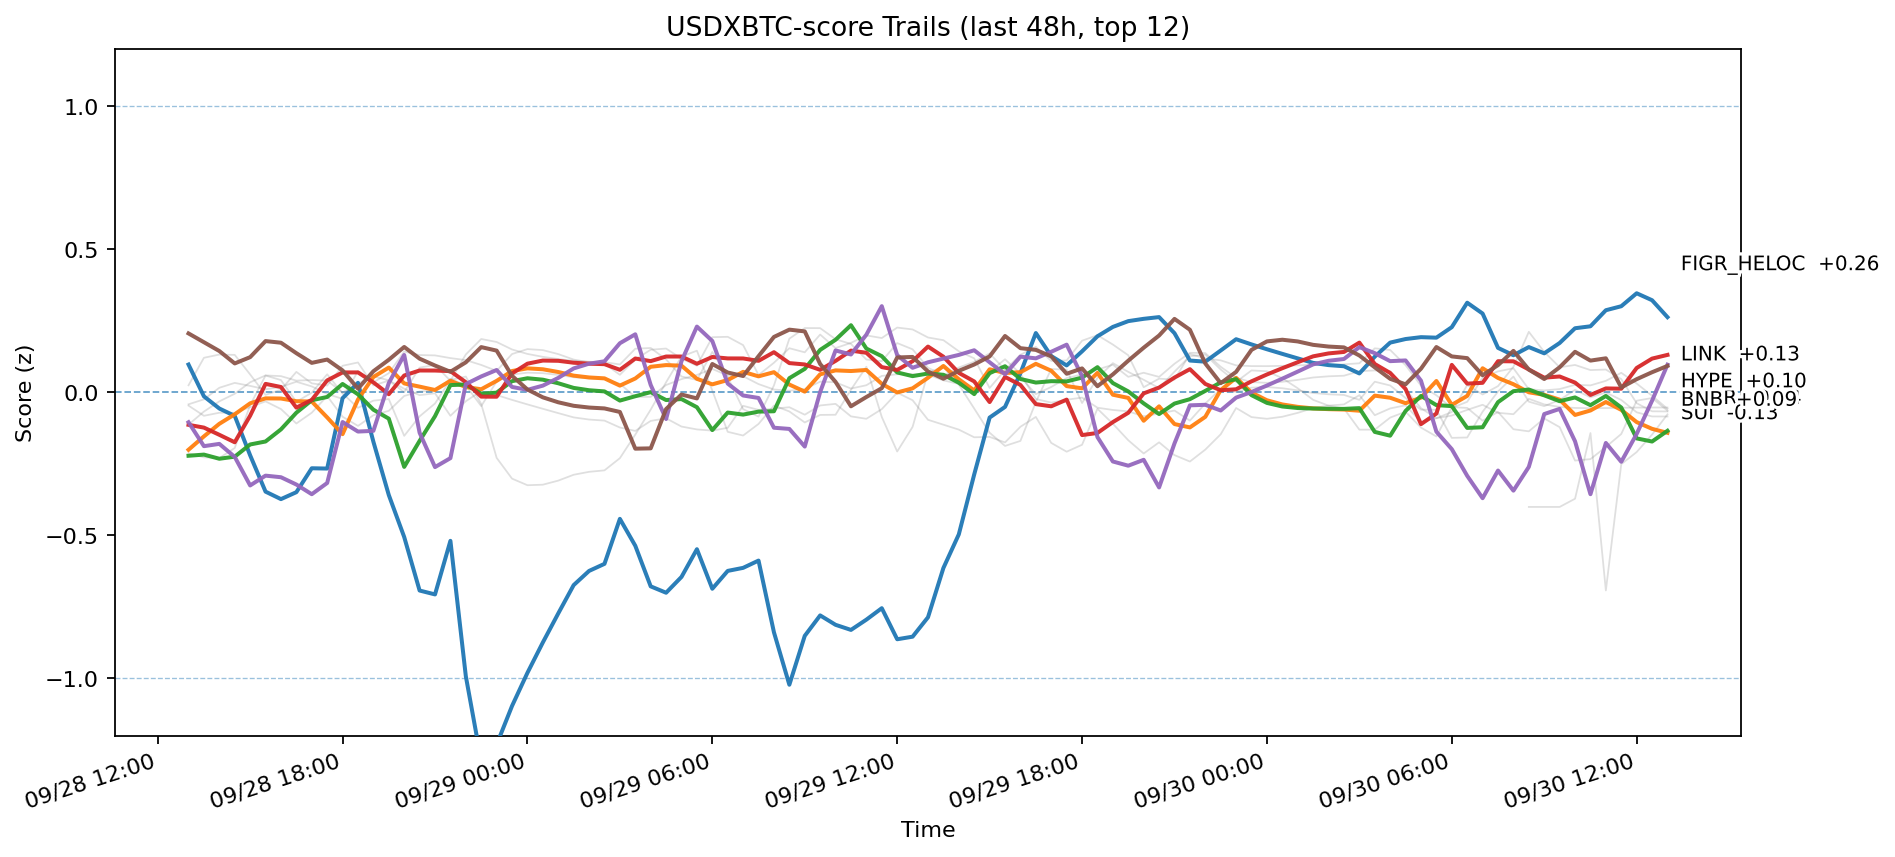 USDXBTC-score Trails (last 48h, top 12)
Score (z)
1.0
0.5
0.0
−0.5
−1.0
FIGR_HELOC +0.26
LINK +0.13
HYPE +0.10
BNB +0.09
SUI -0.13
09/28 12:00
09/28 18:00
09/29 00:00
09/29 06:00
09/29 12:00
09/29 18:00
09/30 00:00
09/30 06:00
09/30 12:00
Time